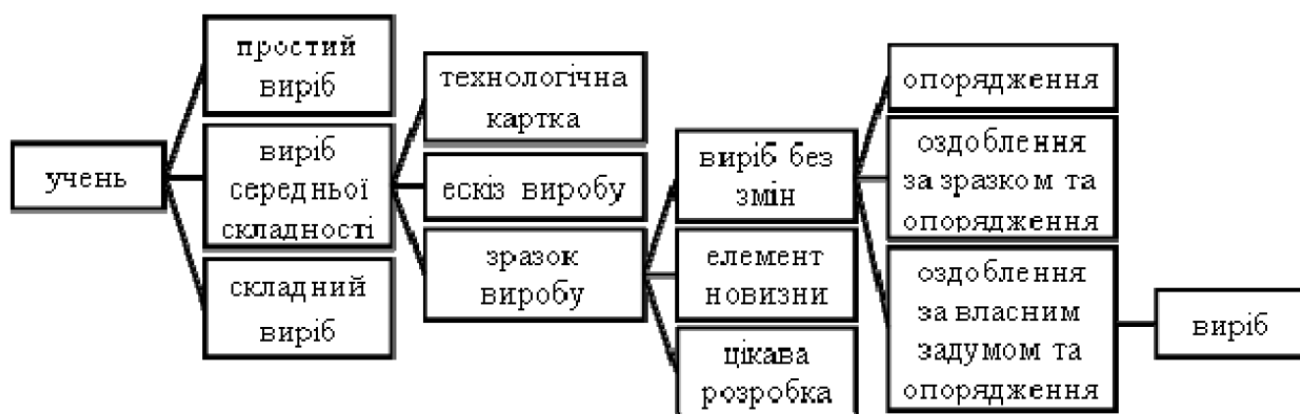 учень
простий
виріб
виріб
середньої
складності
складний
виріб
технологічна
картка
ескіз виробу
зразок
виробу
виріб без
змін
елемент
новизни
цікава
розробка
опорядження
оздоблення
за зразком та
опорядження
оздоблення
за власним
задумом та
опорядження
виріб